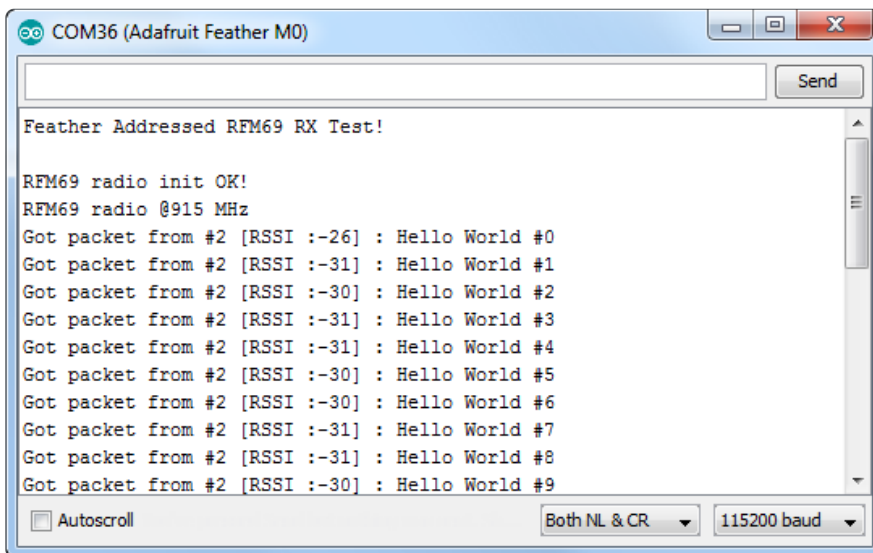 COM36 (Adafruit Feather M0)
Send
Feather Addressed RFM69 RX Test!
RFM69 radio init OK!
RFM69 radio @915 MHz
Got packet from #2 [RSSI :-26] : Hello World #0
Got packet from #2 [RSSI :-31] : Hello World #1
Got packet from #2 [RSSI :-30] : Hello World #2
Got packet from #2 [RSSI :-31] : Hello World #3
Got packet from #2 [RSSI :-31] : Hello World #4
Got packet from #2 [RSSI :-30] : Hello World #5
Got packet from #2 [RSSI :-30] : Hello World #6
Got packet from #2 [RSSI :-31] : Hello World #7
Got packet from #2 [RSSI :-31] : Hello World #8
Got packet from #2 [RSSI :-30] : Hello World #9
Autoscroll
Both NL & CR
115200 baud